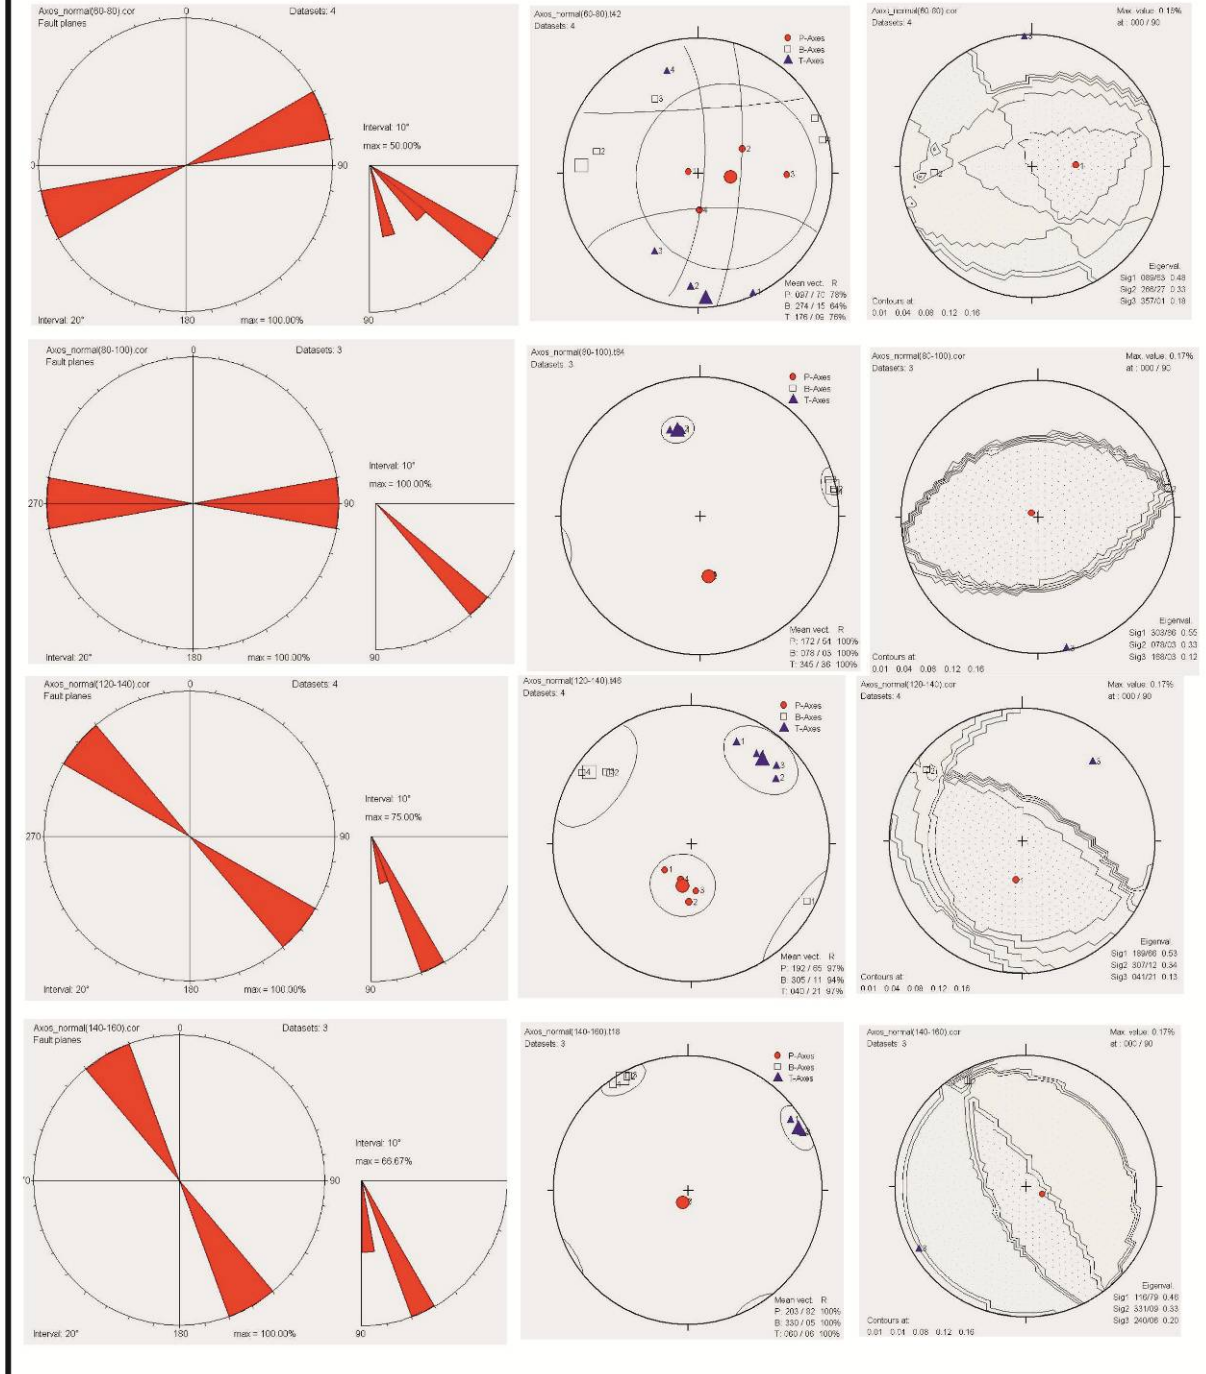 Axos_normal(60-80).cor 0 Datasets: 4
Fault planes
Interval: 10°
max = 50.00%
90
Interval: 20° 180 max = 100.00% 90
Axos_normal(60-80).t42
Datasets: 4
P-Axes
B-Axes
T-Axes
Mean vect. R
P: 097 / 70 78%
B: 274 / 15 64%
T: 176 / 09 76%
Axos_normal(60-80).cor Max. value: 0.16%
Datasets: 4 at : 000 / 90
Eigenval.
Sig1 089/63 0.48
Sig2 266/27 0.33
Sig3 357/01 0.18
Contours at:
0.01 0.04 0.08 0.12 0.16
Axos_normal(80-100).cor 0 Datasets: 3
Fault planes
Interval: 10°
max = 100.00%
270 90
Interval: 20° 180 max = 100.00% 90
Axos_normal(80-100).t84
Datasets: 3
P-Axes
B-Axes
T-Axes
Mean vect. R
P: 172 / 54 100%
B: 078 / 03 100%
T: 345 / 36 100%
Axos_normal(80-100).cor Max. value: 0.17%
Datasets: 3 at : 000 / 90
Eigenval.
Sig1 303/86 0.55
Sig2 078/03 0.33
Sig3 168/03 0.12
Contours at:
0.01 0.04 0.08 0.12 0.16
Axos_normal(120-140).cor 0 Datasets: 4
Fault planes
Interval: 10°
max = 75.00%
270 90
Interval: 20° 180 max = 100.00% 90
Axos_normal(120-140).t46
Datasets: 4
P-Axes
B-Axes
T-Axes
Mean vect. R
P: 192 / 65 97%
B: 305 / 11 94%
T: 040 / 21 97%
Axos_normal(120-140).cor Max. value: 0.17%
Datasets: 4 at : 000 / 90
Eigenval.
Sig1 189/66 0.53
Sig2 307/12 0.34
Sig3 041/21 0.13
Contours at:
0.01 0.04 0.08 0.12 0.16
Axos_normal(140-160).cor 0 Datasets: 3
Fault planes
Interval: 10°
max = 66.67%
90
Interval: 20° 180 max = 100.00% 90
Axos_normal(140-160).t18
Datasets: 3
P-Axes
B-Axes
T-Axes
Mean vect. R
P: 203 / 82 100%
B: 330 / 05 100%
T: 060 / 06 100%
Axos_normal(140-160).cor Max. value: 0.17%
Datasets: 3 at : 000 / 90
Eigenval.
Sig1 116/79 0.46
Sig2 331/09 0.33
Sig3 240/06 0.20
Contours at:
0.01 0.04 0.08 0.12 0.16